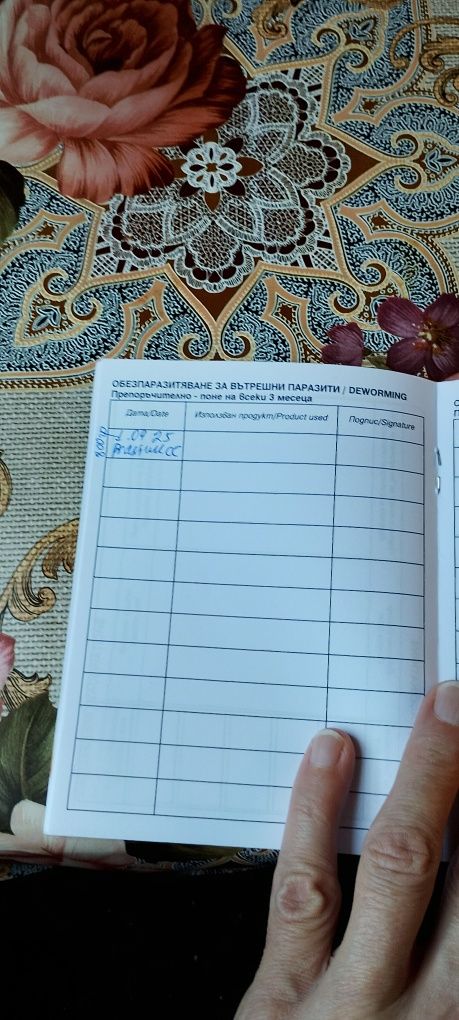 ОБЕЗПАРАЗИТЯВАНЕ ЗА ВЪТРЕШНИ ПАРАЗИТИ / DEWORMING
Препоръчително - поне на всеки 3 месеца
Дата/Date Използван продукт/Product used Подпис/Signature
.07 25